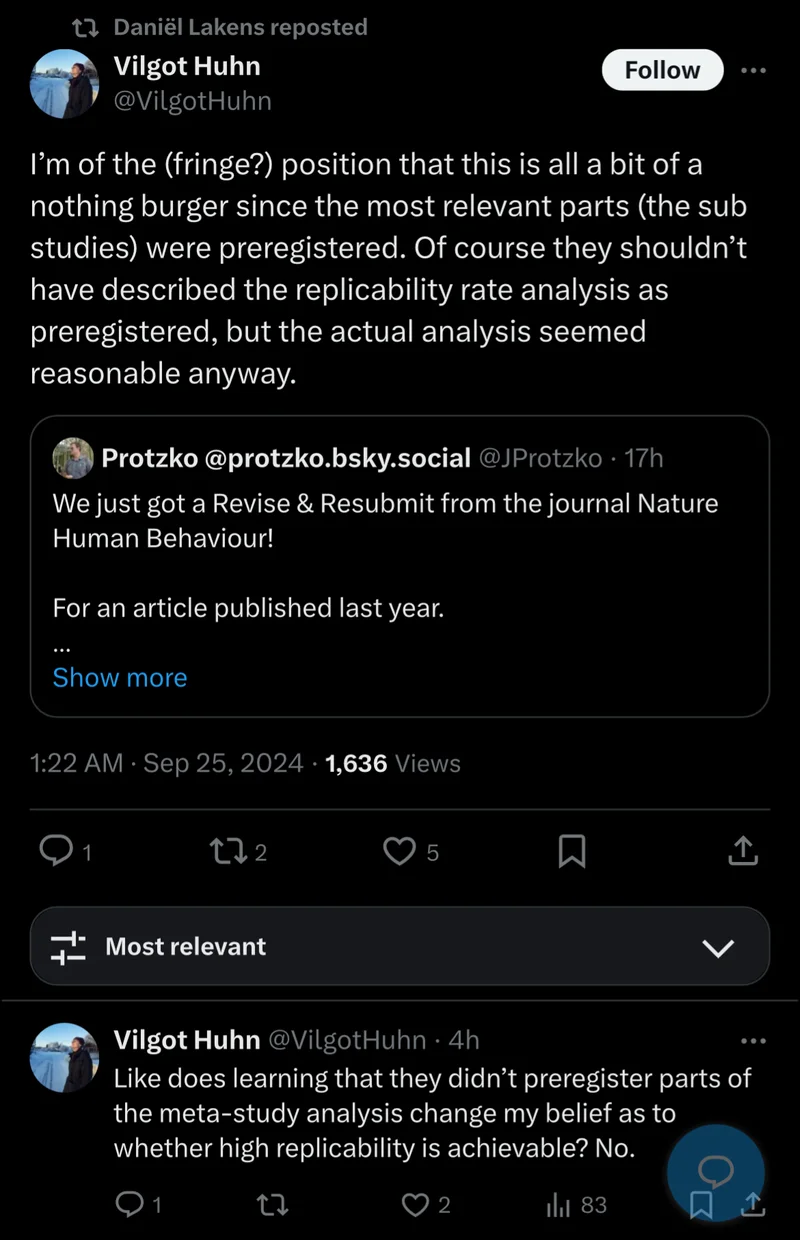 Daniël Lakens reposted
Vilgot Huhn
@VilgotHuhn
Follow
I’m of the (fringe?) position that this is all a bit of a
nothing burger since the most relevant parts (the sub
studies) were preregistered. Of course they shouldn’t
have described the replicability rate analysis as
preregistered, but the actual analysis seemed
reasonable anyway.
Protzko @protzko.bsky.social @JProtzko · 17h
We just got a Revise & Resubmit from the journal Nature
Human Behaviour!
For an article published last year.
...
Show more
1:22 AM · Sep 25, 2024 · 1,636 Views
1 2 5
Most relevant
Vilgot Huhn @VilgotHuhn · 4h
Like does learning that they didn’t preregister parts of
the meta-study analysis change my belief as to
whether high replicability is achievable? No.
1 2 83